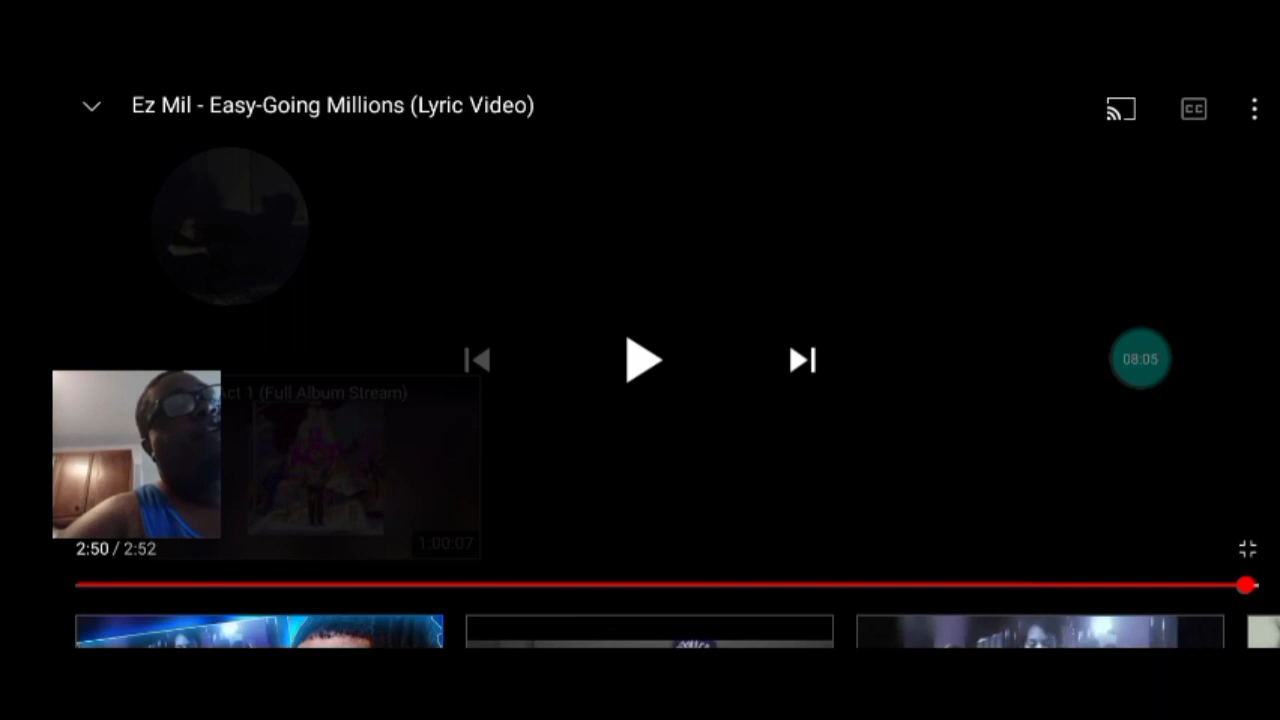 Ez Mil - Easy-Going Millions (Lyric Video)
CC
08:05
Act 1 (Full Album Stream)
1:00:07
2:50 / 2:52